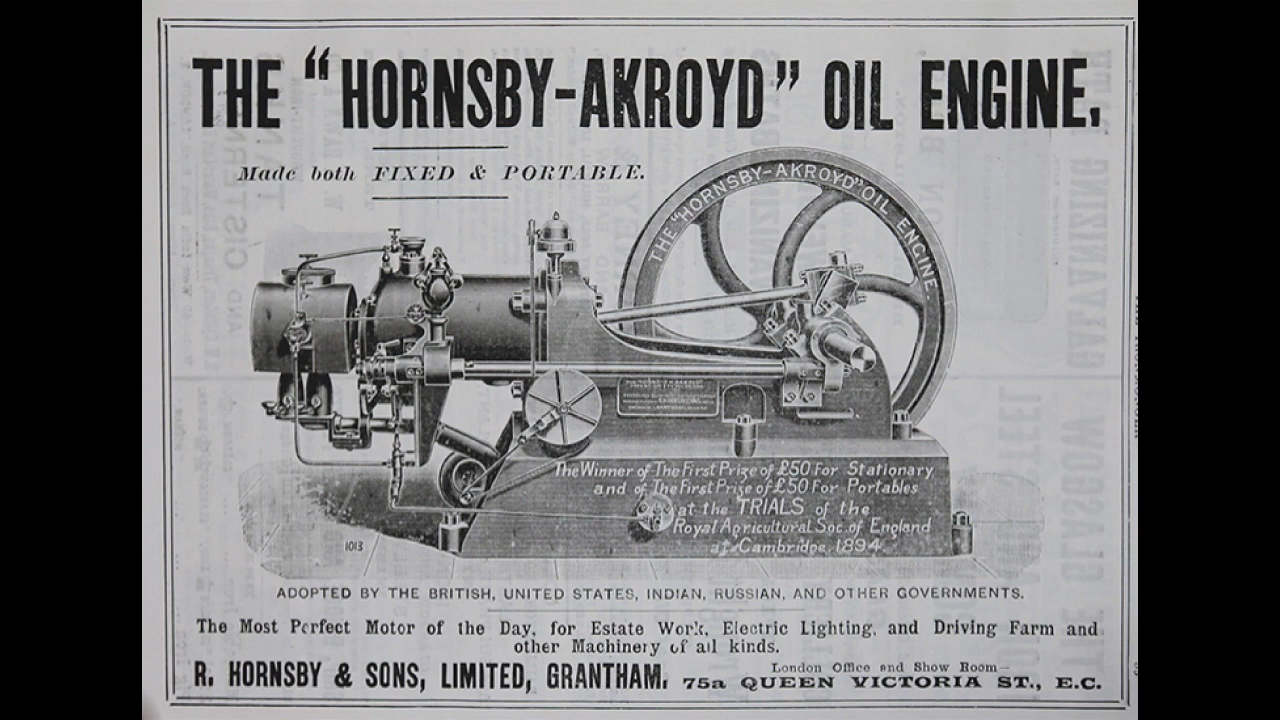 THE "HORNSBY-AKROYD" OIL ENGINE.
Made both FIXED & PORTABLE.
THE "HORNSBY-AKROYD" OIL ENGINE.
The Winner of The First Prize of £50 For Stationary
and of The First Prize of £50 For Portables
at the TRIALS of the
Royal Agricultural Soc. of England
at Cambridge, 1894
1013
ADOPTED BY THE BRITISH, UNITED STATES, INDIAN, RUSSIAN, AND OTHER GOVERNMENTS.
The Most Perfect Motor of the Day, for Estate Work, Electric Lighting, and Driving Farm and
other Machinery of all kinds.
R. HORNSBY & SONS, LIMITED, GRANTHAM.
London Office and Show Room—
75a QUEEN VICTORIA ST., E.C.